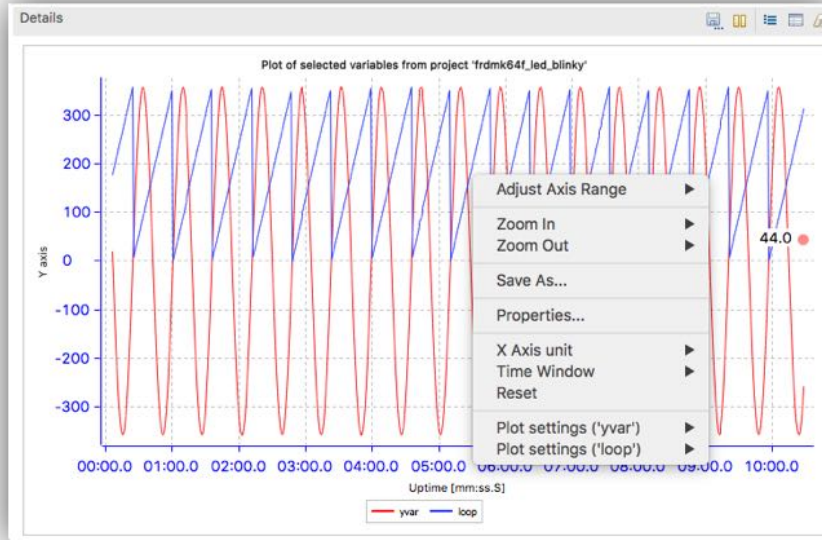 Details
Plot of selected variables from project 'frdmk64f_led_blinky'
300
200
100
0
-100
-200
-300
Y axis
Adjust Axis Range
Zoom In
Zoom Out
Save As...
Properties...
X Axis unit
Time Window
Reset
Plot settings ('yvar')
Plot settings ('loop')
44.0
00:00.0 01:00.0 02:00.0 03:00.0 04:00.0 05:00.0 06:00.0 07:00.0 08:00.0 09:00.0 10:00.0
Uptime [mm:ss.S]
yvar loop